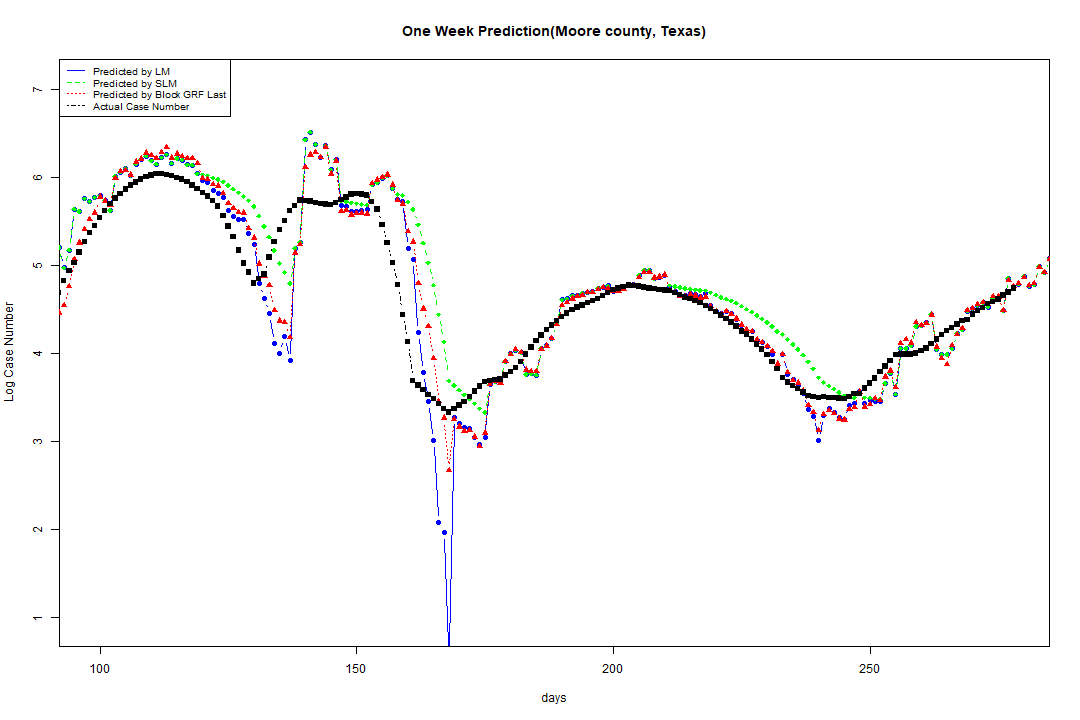 One Week Prediction(Moore county, Texas)
Predicted by LM
Predicted by SLM
Predicted by Block GRF Last
Actual Case Number
7
6
5
4
3
2
1
Log Case Number
100 150 200 250
days